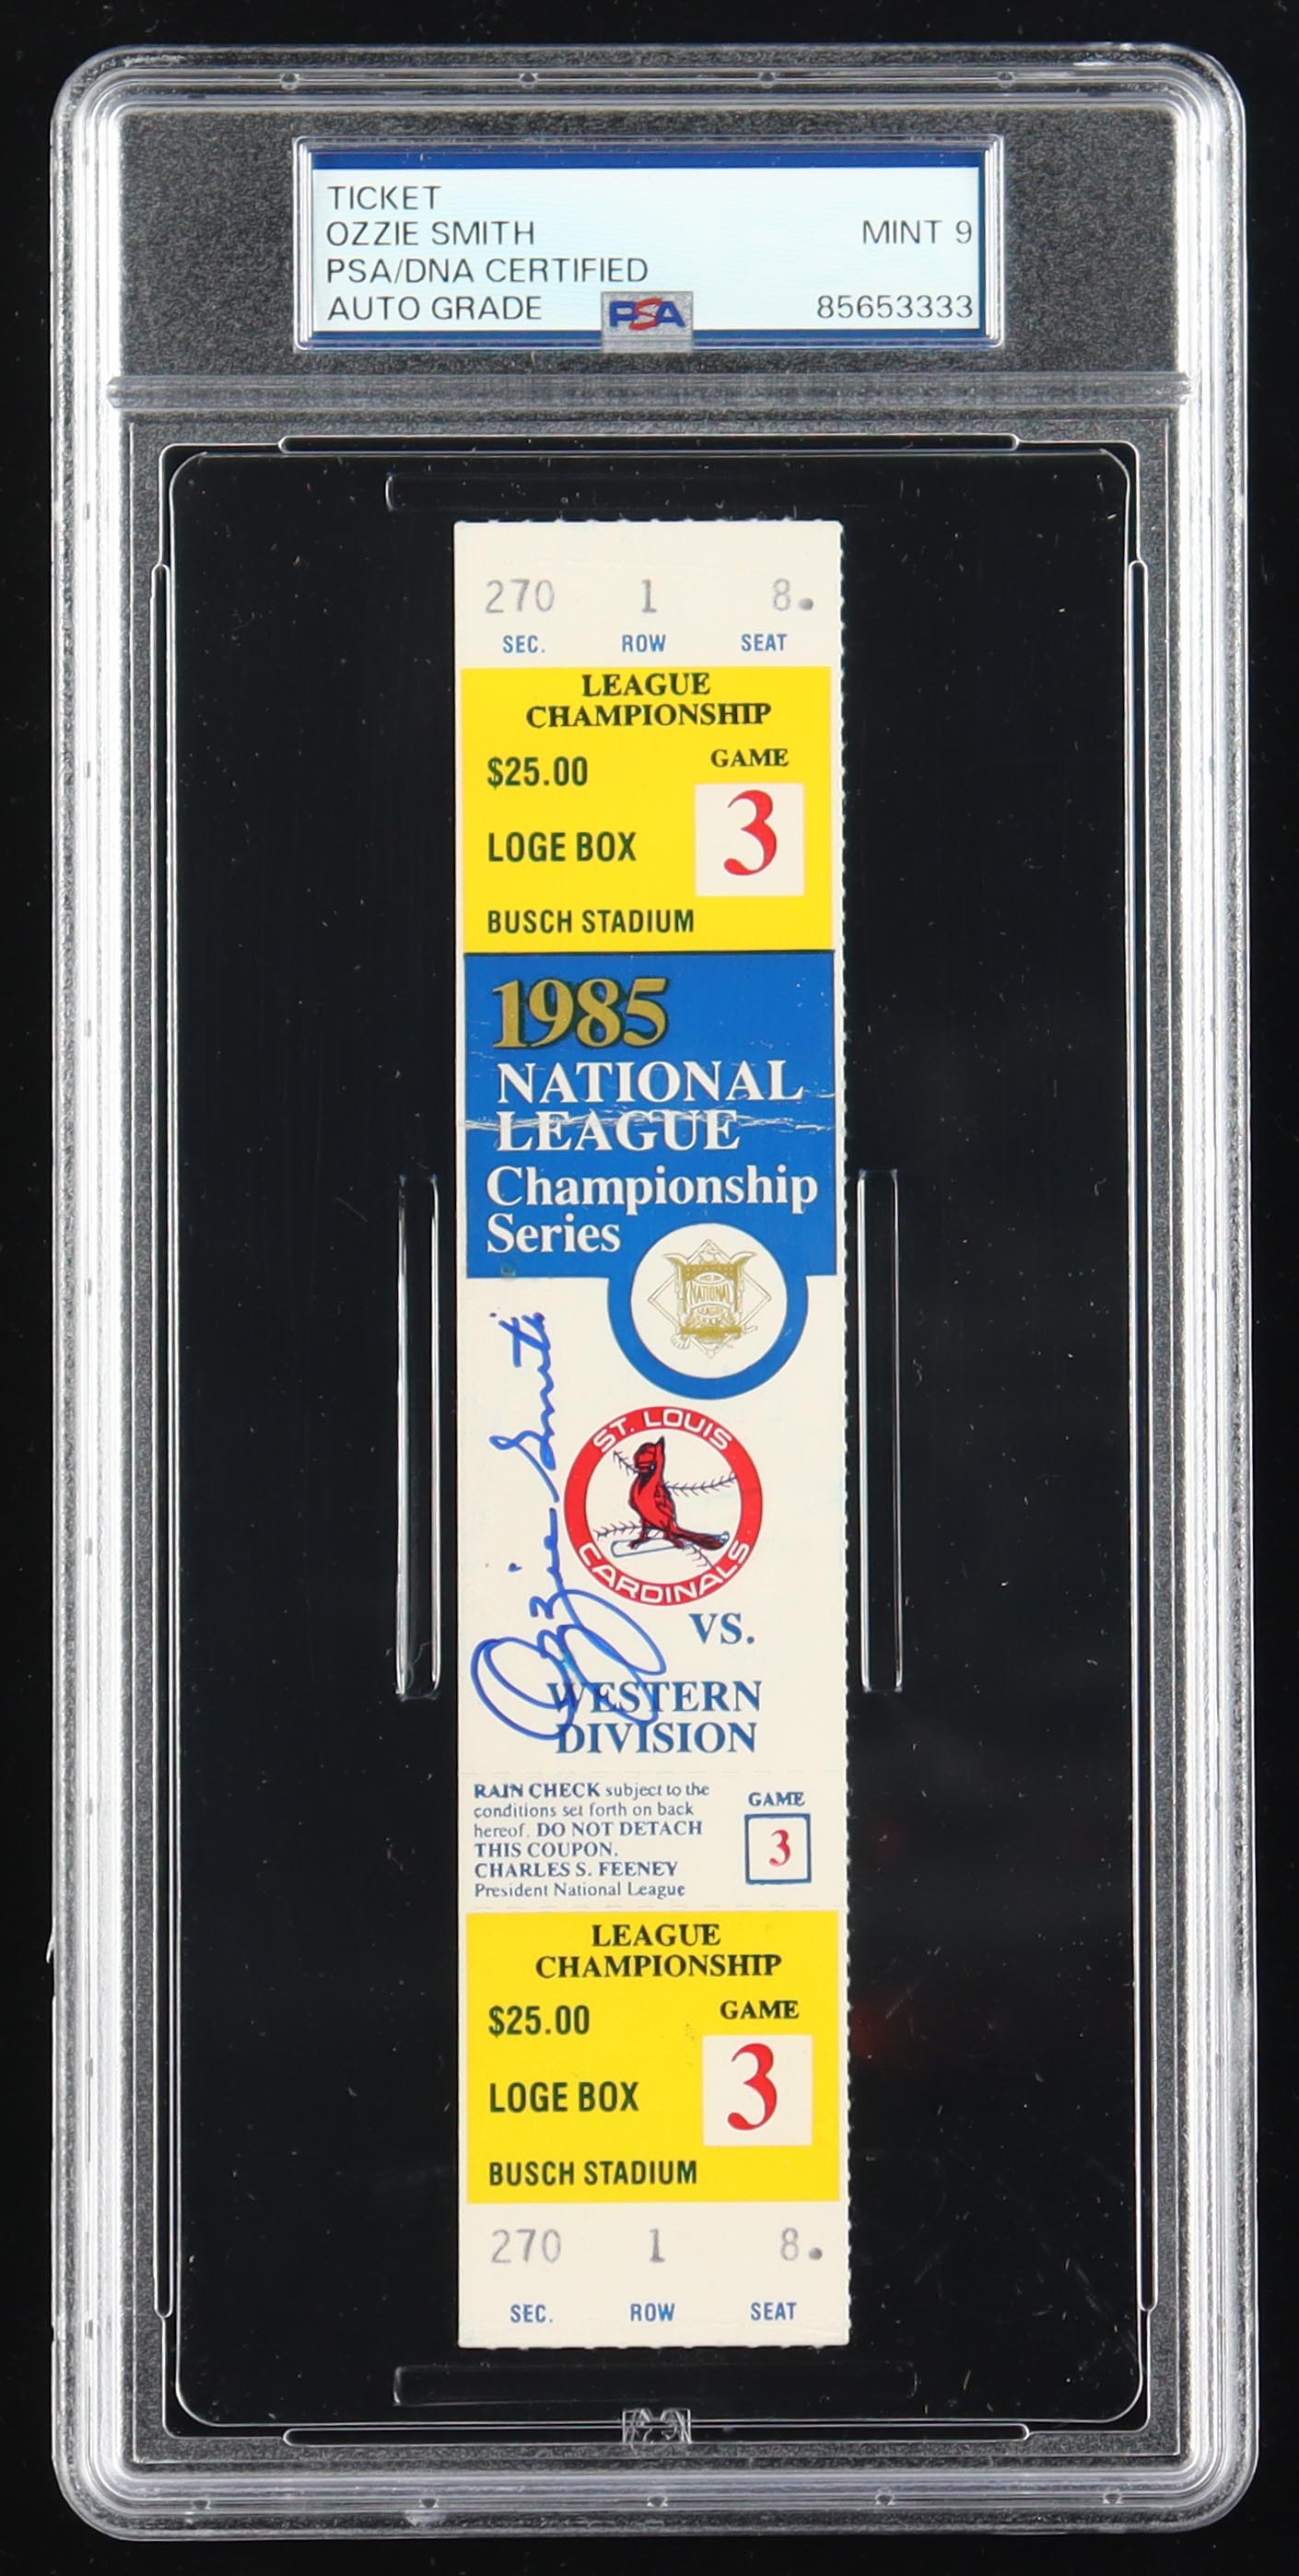 TICKET
OZZIE SMITH MINT 9
PSA/DNA CERTIFIED
AUTO GRADE PSA 85653333
270 1 8.
SEC. ROW SEAT
LEAGUE
CHAMPIONSHIP
$25.00 GAME
LOGE BOX 3
BUSCH STADIUM
1985
NATIONAL
LEAGUE
Championship
Series
NATIONAL
LEAGUE
Ozzie Smith
ST. LOUIS
CARDINALS
VS.
WESTERN
DIVISION
RAIN CHECK subject to the
conditions set forth on back
hereof. DO NOT DETACH
THIS COUPON.
CHARLES S. FEENEY
President National League
GAME
3
LEAGUE
CHAMPIONSHIP
$25.00 GAME
LOGE BOX 3
BUSCH STADIUM
270 1 8.
SEC. ROW SEAT